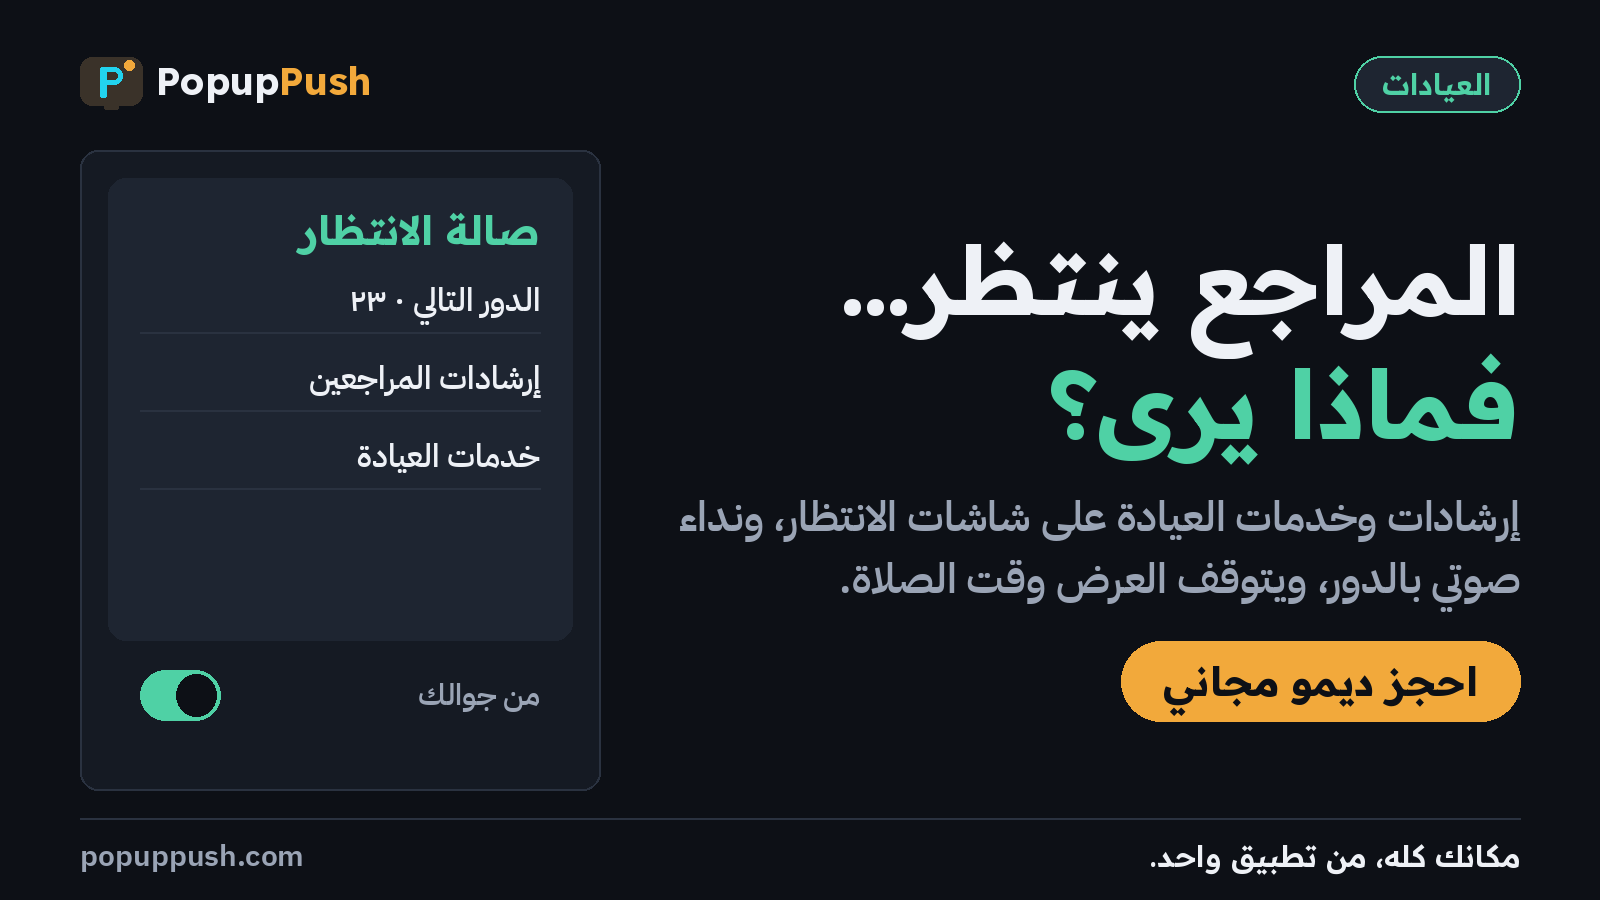 PopupPush
العيادات
المراجع ينتظر...
فماذا يرى؟
إرشادات وخدمات العيادة على شاشات الانتظار، ونداء
صوتي بالدور، ويتوقف العرض وقت الصلاة.
احجز ديمو مجاني
صالة الانتظار
الدور التالي · ٢٣
إرشادات المراجعين
خدمات العيادة
من جوالك
مكانك كله، من تطبيق واحد.
popuppush.com